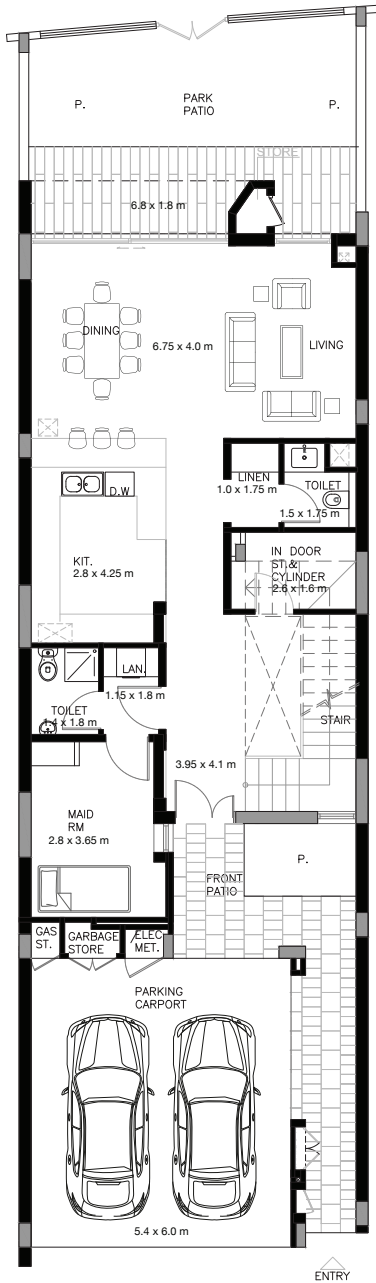 P.
PARK
PATIO
P.
STORE
6.8 x 1.8 m
DINING
6.75 x 4.0 m
LIVING
LINEN
1.0 x 1.75 m
TOILET
1.5 x 1.75 m
D.W
KIT.
2.8 x 4.25 m
IN DOOR
ST.&
CYLINDER
2.6 x 1.6 m
LAN.
1.15 x 1.8 m
TOILET
1.4 x 1.8 m
STAIR
3.95 x 4.1 m
MAID
RM
2.8 x 3.65 m
P.
FRONT
PATIO
GAS
ST.
GARBAGE
STORE
ELEC
MET.
PARKING
CARPORT
5.4 x 6.0 m
ENTRY